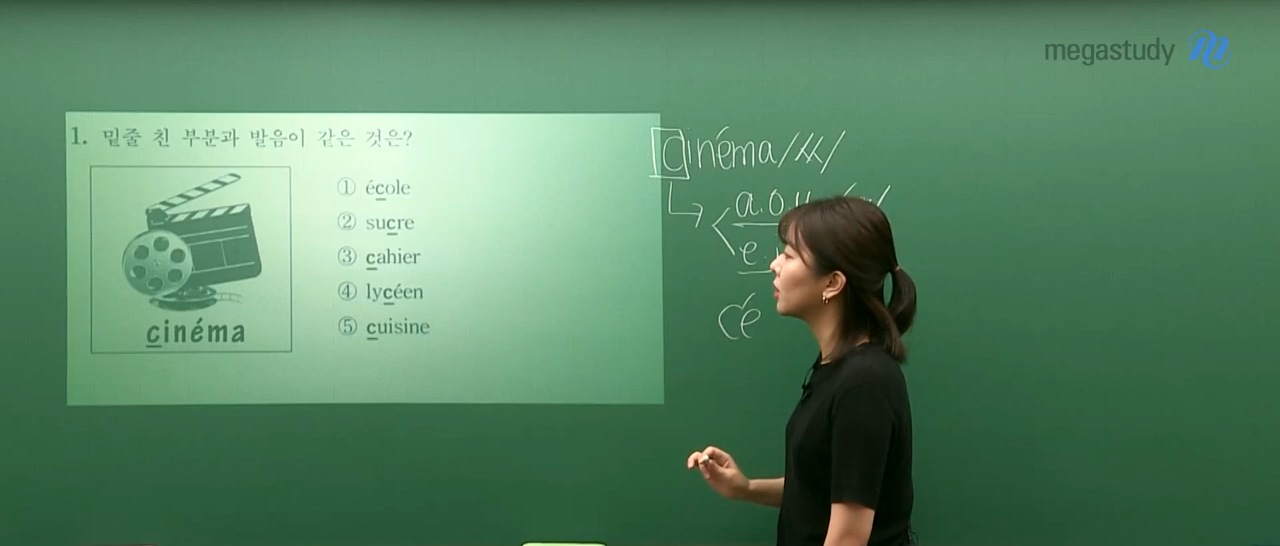 megastudy
1. 밑줄 친 부분과 발음이 같은 것은?
cinéma
① école
② sucre
③ cahier
④ lycéen
⑤ cuisine
cinéma/ㅆ/
a.o.u
e.
cé